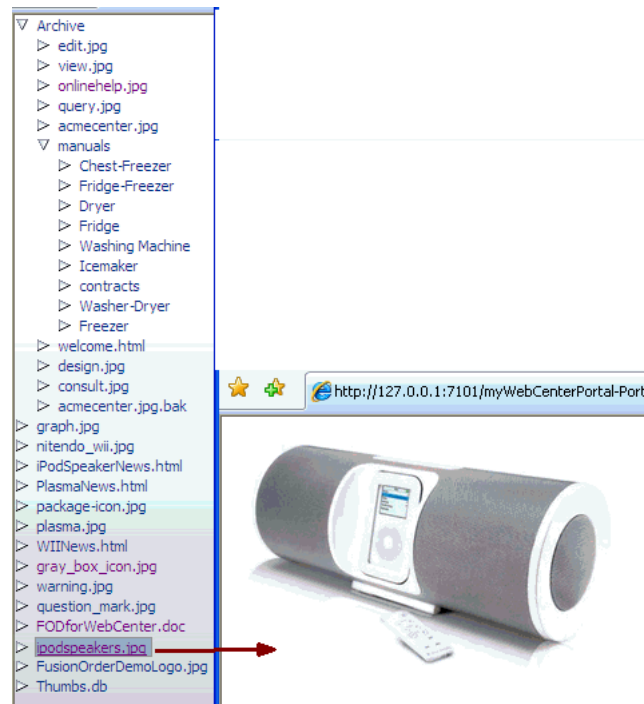 Archive
edit.jpg
view.jpg
onlinehelp.jpg
query.jpg
acmecenter.jpg
manuals
Chest-Freezer
Fridge-Freezer
Dryer
Fridge
Washing Machine
Icemaker
contracts
Washer-Dryer
Freezer
welcome.html
design.jpg
consult.jpg
acmecenter.jpg.bak
graph.jpg
nitendo_wii.jpg
iPodSpeakerNews.html
PlasmaNews.html
package-icon.jpg
plasma.jpg
WIINews.html
gray_box_icon.jpg
warning.jpg
question_mark.jpg
FODforWebCenter.doc
ipodspeakers.jpg
FusionOrderDemoLogo.jpg
Thumbs.db
http://127.0.0.1:7101/myWebCenterPortal-Port